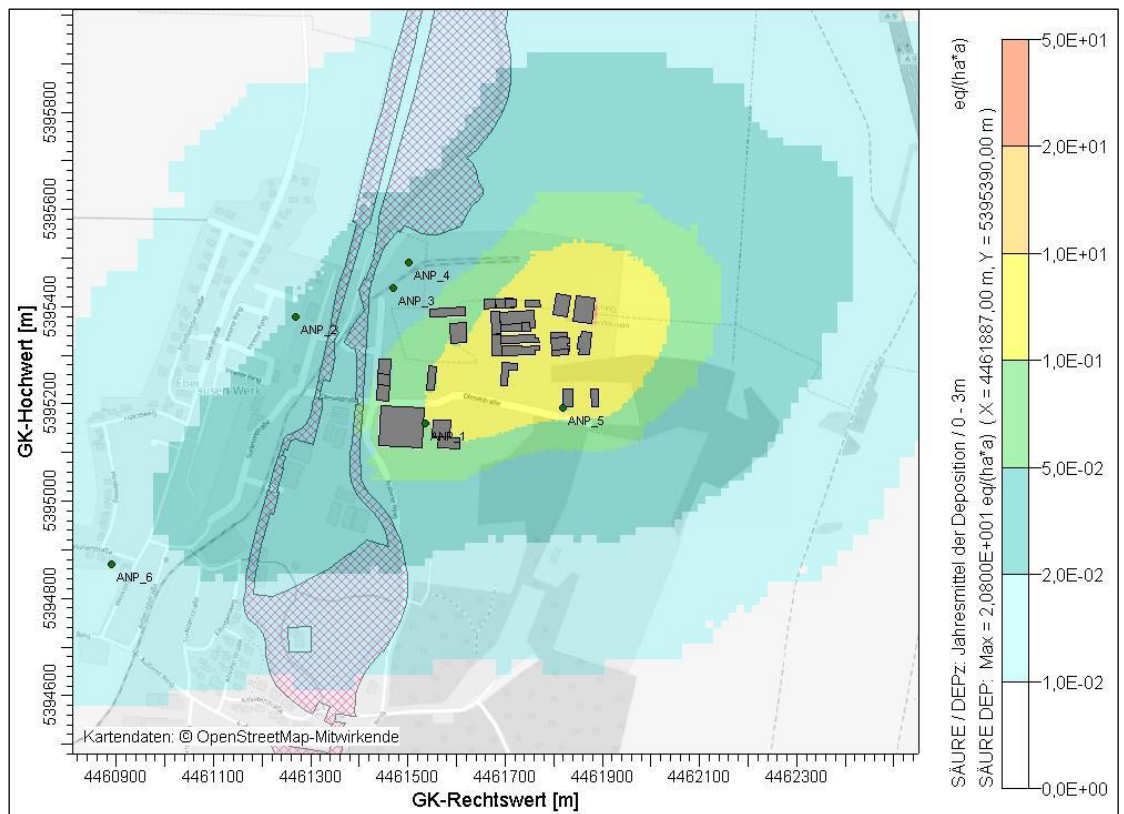 5395800
5395600
5395400
5395200
5395000
5394800
5394600
GK-Hochwert [m]
ANP_4
ANP_3
ANP_2
ANP_1
ANP_5
ANP_6
Dieselstraße
Kartendaten: © OpenStreetMap-Mitwirkende
4460900 4461100 4461300 4461500 4461700 4461900 4462100 4462300
GK-Rechtswert [m]
SÄURE / DEPz: Jahresmittel der Deposition / 0 - 3m
eq/(ha*a)
SÄURE DEP: Max = 2,0800E+001 eq/(ha*a) ( X = 4461887,00 m, Y = 5395390,00 m )
5,0E+01
2,0E+01
1,0E+01
1,0E-01
5,0E-02
2,0E-02
1,0E-02
0,0E+00